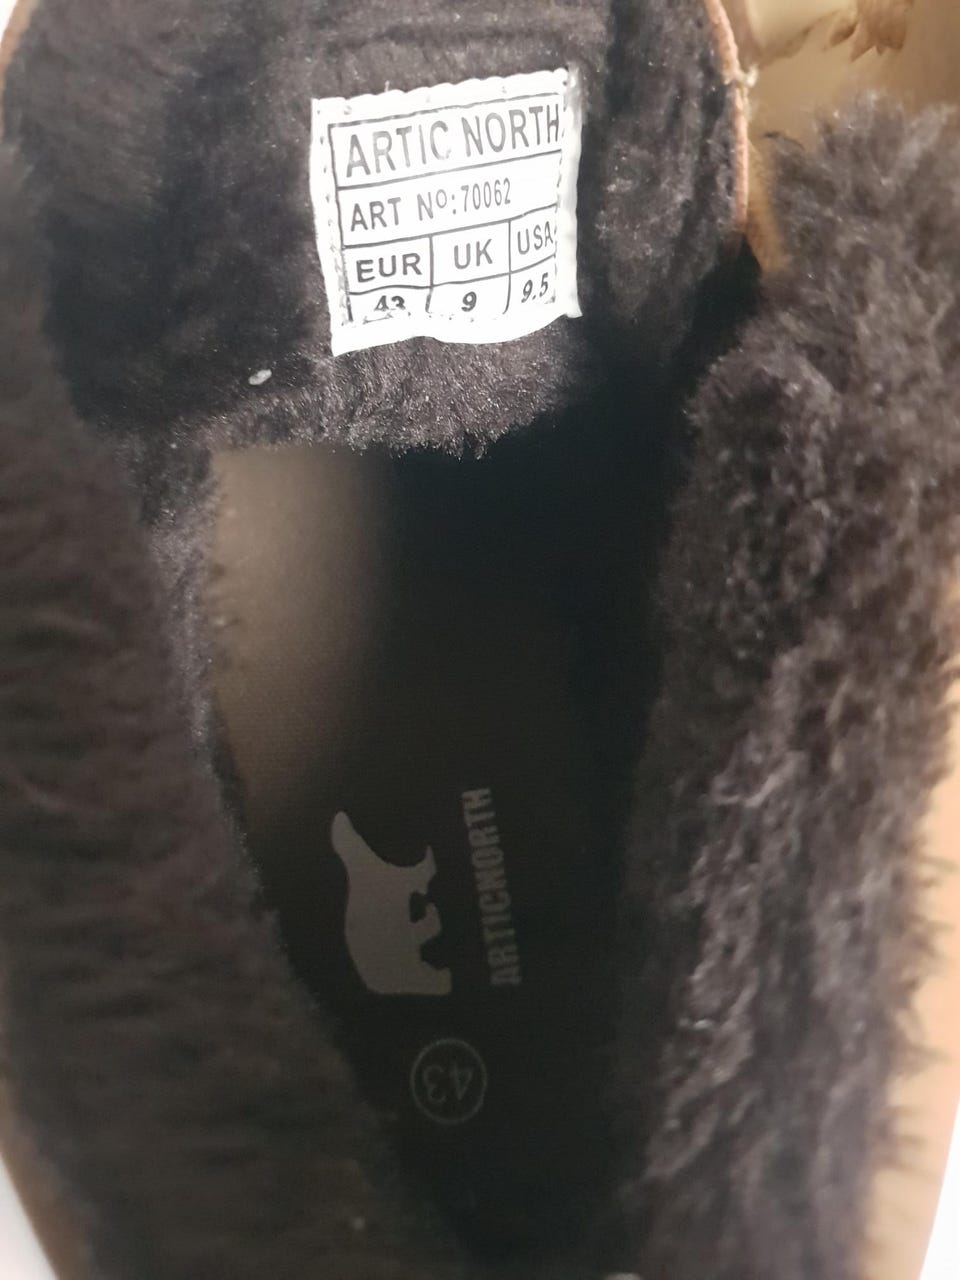 ARTIC NORTH
ART Nº:70062
EUR UK USA
43 9 9.5
ARTICNORTH
43